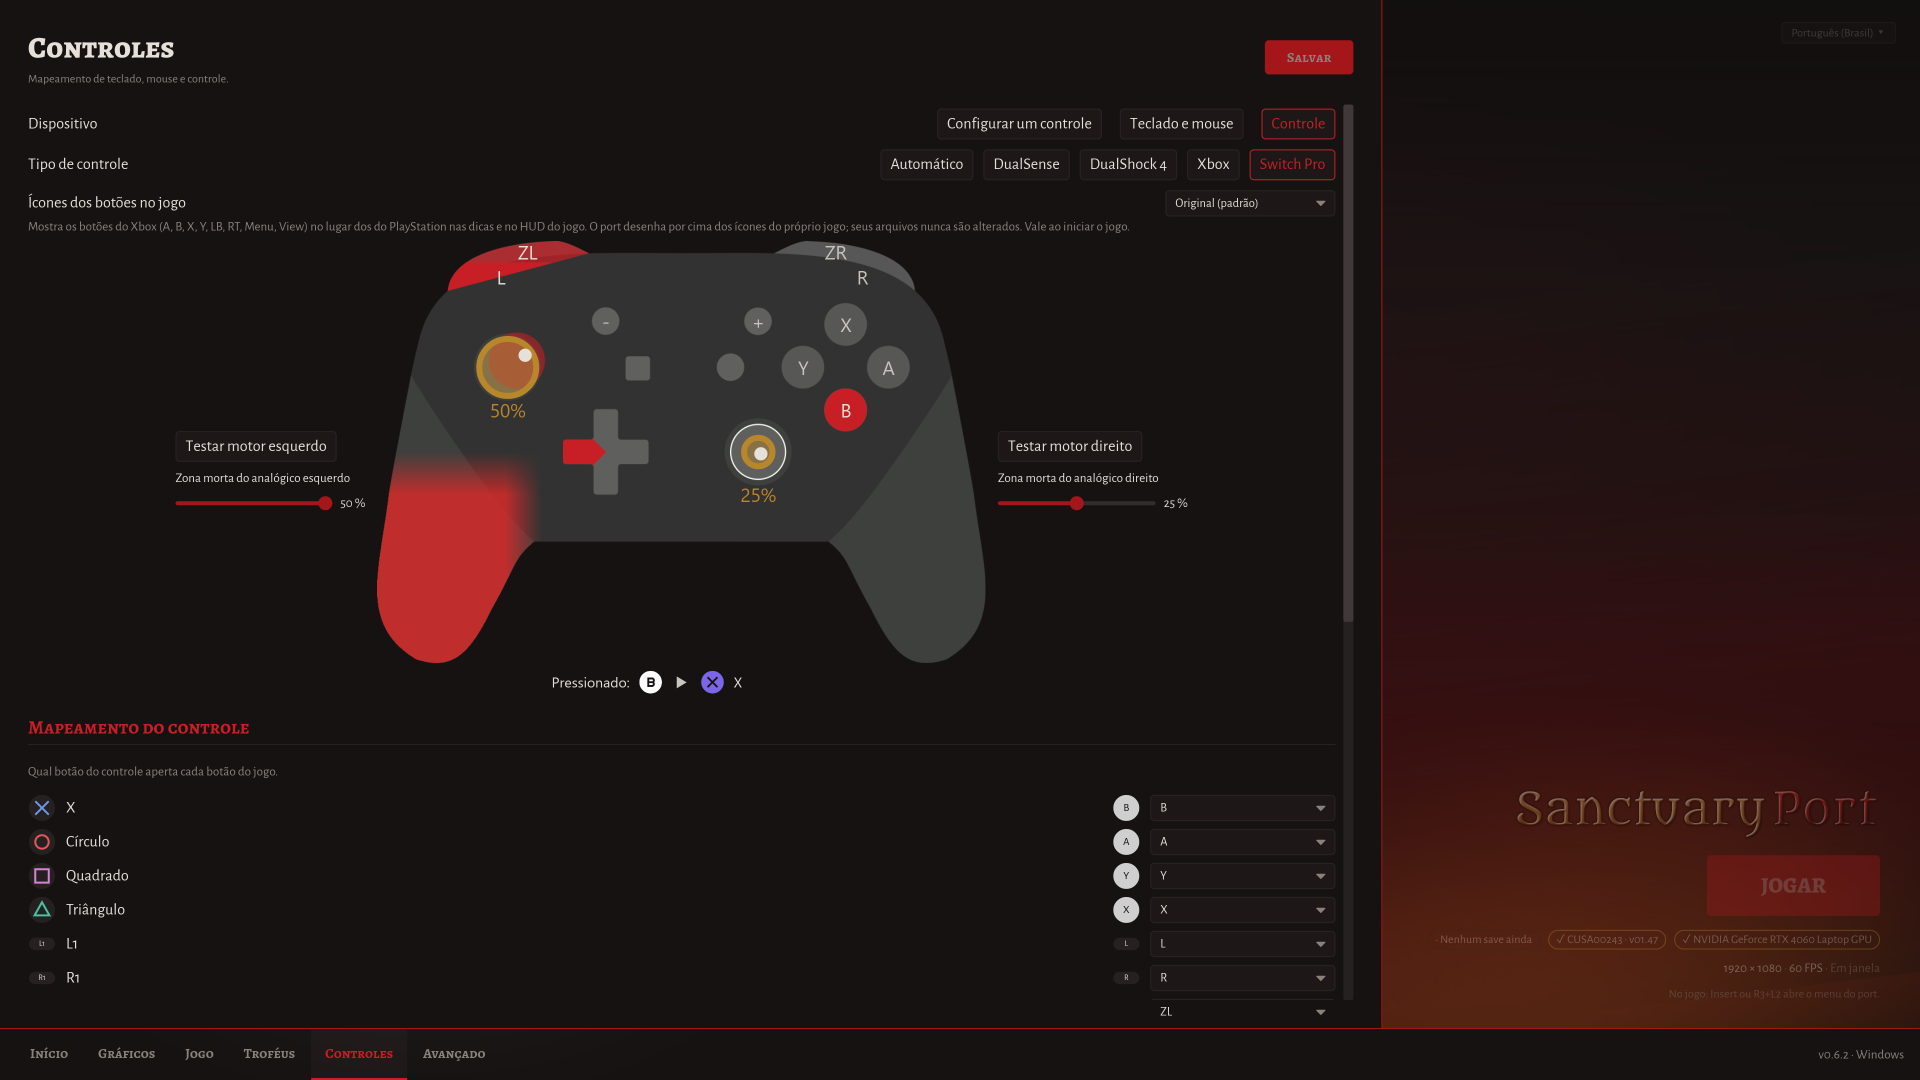 Controles
Português (Brasil)
Salvar
Mapeamento de teclado, mouse e controle.
Dispositivo
Configurar um controle
Teclado e mouse
Controle
Tipo de controle
Automático
DualSense
DualShock 4
Xbox
Switch Pro
Ícones dos botões no jogo
Original (padrão)
Mostra os botões do Xbox (A, B, X, Y, LB, RT, Menu, View) no lugar dos do PlayStation nas dicas e no HUD do jogo. O port desenha por cima dos ícones do próprio jogo; seus arquivos nunca são alterados. Vale ao iniciar o jogo.
ZL
ZR
L
R
-
+
X
Y
A
B
50%
25%
Testar motor esquerdo
Zona morta do analógico esquerdo
50 %
Testar motor direito
Zona morta do analógico direito
25 %
Pressionado: B X
Mapeamento do controle
Qual botão do controle aperta cada botão do jogo.
X B B
Círculo A A
Quadrado Y Y
Triângulo X X
L1 L1 L L
R1 R1 R R
ZL
Sanctuary Port
JOGAR
· Nenhum save ainda
✓ CUSA00243 · v01.47
✓ NVIDIA GeForce RTX 4060 Laptop GPU
1920 × 1080 · 60 FPS · Em janela
No jogo: Insert ou R3+L2 abre o menu do port.
Início
Gráficos
Jogo
Troféus
Controles
Avançado
v0.6.2 · Windows